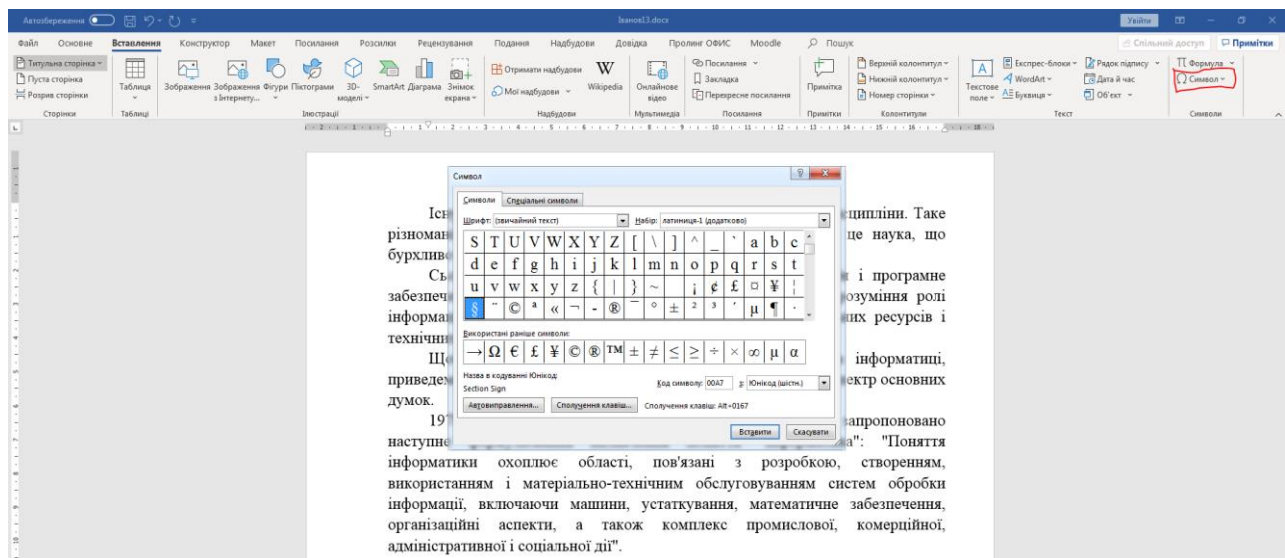 Автозбереження
Іванов13.docx
Увійти
Файл Основне Вставлення Конструктор Макет Посилання Розсилки Рецензування Подання Надбудови Довідка Пролинг ОФИС Moodle Пошук
Спільний доступ Примітки
Титульна сторінка
Пуста сторінка
Розрив сторінки
Сторінки
Таблиця
Таблиці
Зображення Зображення з Інтернету... Фігури Піктограми 3D-моделі SmartArt Діаграма Знімок екрана
Ілюстрації
Отримати надбудови
Мої надбудови
W
Wikipedia
Надбудови
Онлайнове відео
Мультимедіа
Посилання
Закладка
Перехресне посилання
Посилання
Примітка
Примітки
Верхній колонтитул
Нижній колонтитул
Номер сторінки
Колонтитули
Текстове поле
Експрес-блоки
WordArt
Буквиця
Рядок підпису
Дата й час
Об'єкт
Текст
Формула
Символ
Символи
Символ
Символи Спеціальні символи
Шрифт: (звичайний текст) Набір: латиниця-1 (додатково)
S T U V W X Y Z [ \ ] ^ _ ` a b c
d e f g h i j k l m n o p q r s t
u v w x y z { | } ~ ¡ ¢ £ ¤ ¥ ¦
§ ¨ © ª « ¬ - ® ¯ ° ± ² ³ ´ µ ¶ ·
Використані раніше символи:
→ Ω € £ ¥ © ® ™ ± ≠ ≤ ≥ ÷ × ∞ µ α
Назва в кодуванні Юнікод:
Section Sign
Код символу: 00A7 з: Юнікод (шістн.)
Автовиправлення... Сполучення клавіш... Сполучення клавіш: Alt+0167
Вставити Скасувати
Існ ципліни. Таке
різноман це наука, що
бурхливо
Сь і програмне
забезпеч озуміння ролі
інформац их ресурсів і
технічни
Що інформатиці,
приведем ектр основних
думок.
197 запропоновано
наступне ка": "Поняття
інформатики охоплює області, пов'язані з розробкою, створенням,
використанням і матеріально-технічним обслуговуванням систем обробки
інформації, включаючи машини, устаткування, математичне забезпечення,
організаційні аспекти, а також комплекс промислової, комерційної,
адміністративної і соціальної дії".